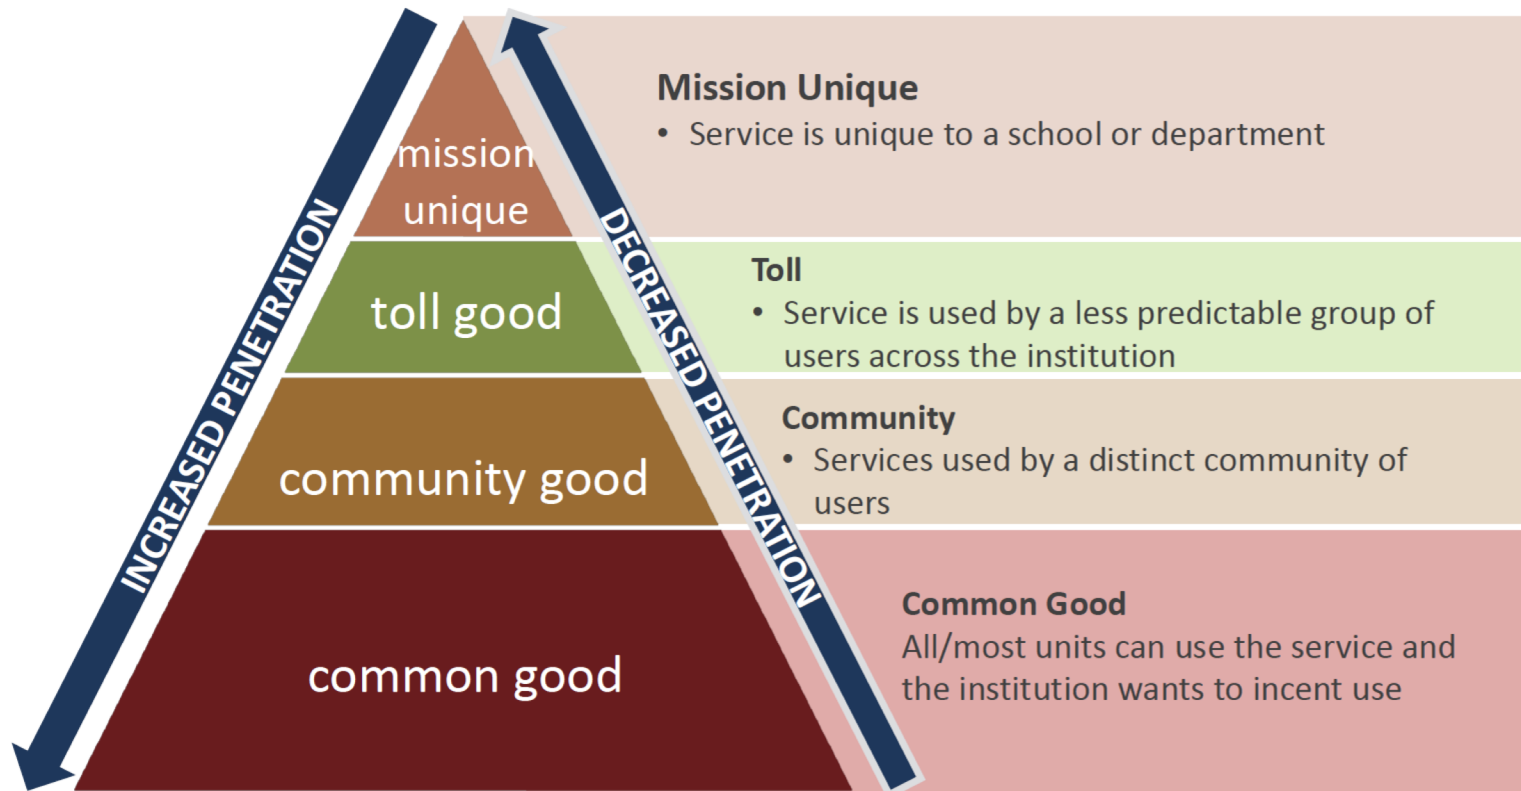 INCREASED PENETRATION
DECREASED PENETRATION
mission
unique
Mission Unique
• Service is unique to a school or department
toll good
Toll
• Service is used by a less predictable group of
users across the institution
community good
Community
• Services used by a distinct community of
users
common good
Common Good
All/most units can use the service and
the institution wants to incent use